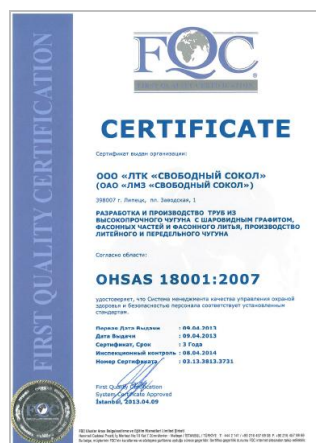 FIRST QUALITY CERTIFICATION
FQC
CERTIFICATE
Сертификат выдан организации:
ООО «ЛТК «СВОБОДНЫЙ СОКОЛ»
(ОАО «ЛМЗ «СВОБОДНЫЙ СОКОЛ»)
398007 г. Липецк, пл. Заводская, 1
РАЗРАБОТКА И ПРОИЗВОДСТВО ТРУБ ИЗ
ВЫСОКОПРОЧНОГО ЧУГУНА С ШАРОВИДНЫМ ГРАФИТОМ,
ФАСОННЫХ ЧАСТЕЙ И ФАСОННОГО ЛИТЬЯ, ПРОИЗВОДСТВО
ЛИТЕЙНОГО И ПЕРЕДЕЛЬНОГО ЧУГУНА
Согласно области:
OHSAS 18001:2007
удостоверяет, что Система менеджмента качества управления охраной
здоровья и безопасностью персонала соответствует установленным
стандартам.
Первая Дата Выдачи : 09.04.2013
Дата Выдачи : 09.04.2013
Сертификат, Срок : 3 Года
Инспекционный контроль : 08.04.2014
Номер Сертификата : 03.13.3813.3731
First Quality Certification
System Certificate Approved
İstanbul, 2013.04.09